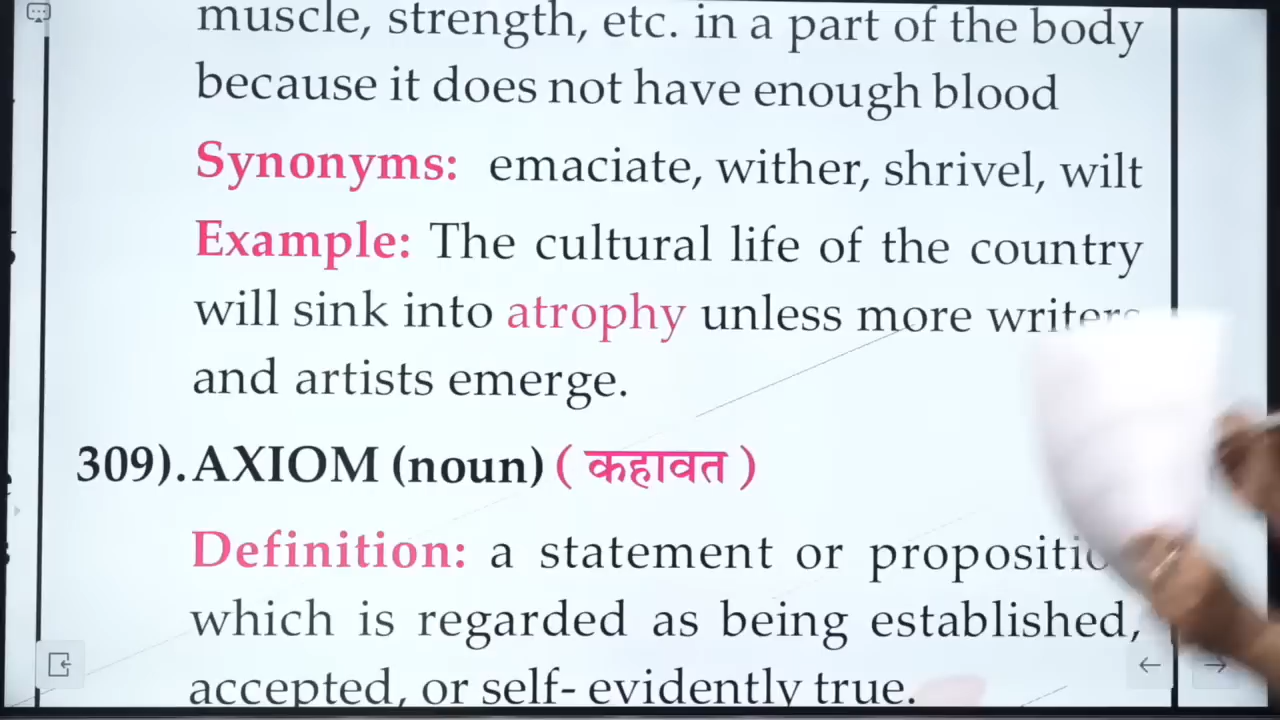 muscle, strength, etc. in a part of the body
because it does not have enough blood
Synonyms: emaciate, wither, shrivel, wilt
Example: The cultural life of the country
will sink into atrophy unless more writers
and artists emerge.
309). AXIOM (noun) ( कहावत )
Definition: a statement or proposition
which is regarded as being established,
accepted, or self- evidently true.